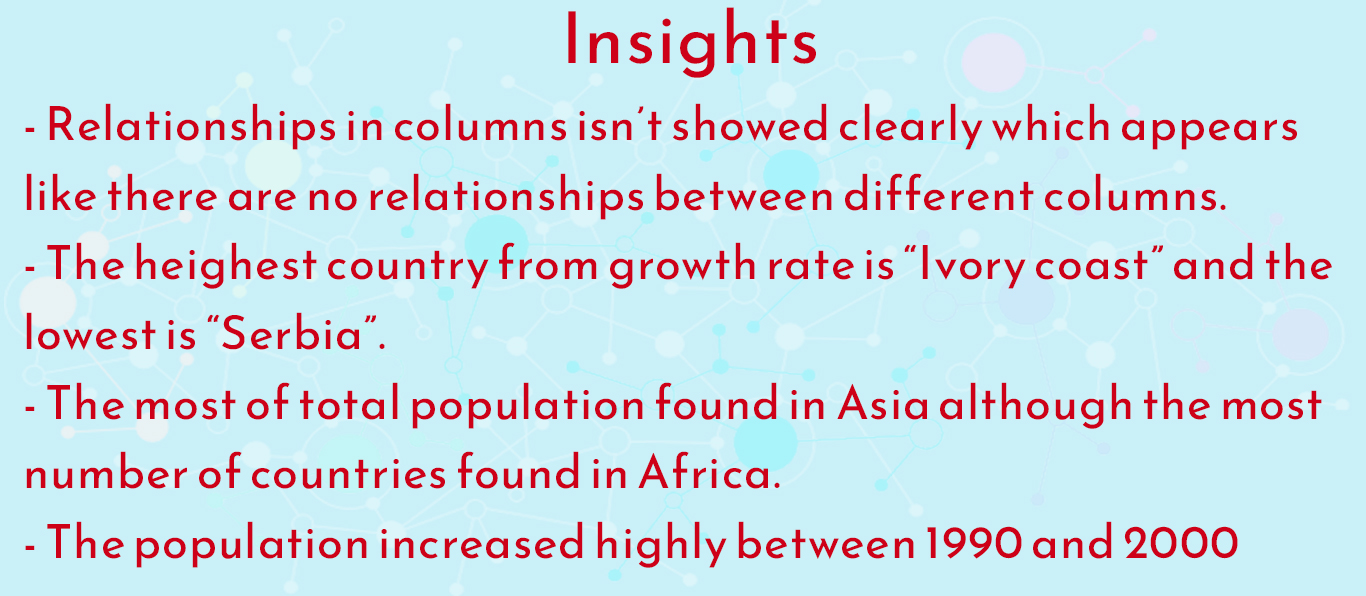 Insights
- Relationships in columns isn't showed clearly which appears
like there are no relationships between different columns.
- The heighest country from growth rate is “Ivory coast” and the
lowest is “Serbia”.
- The most of total population found in Asia although the most
number of countries found in Africa.
- The population increased highly between 1990 and 2000